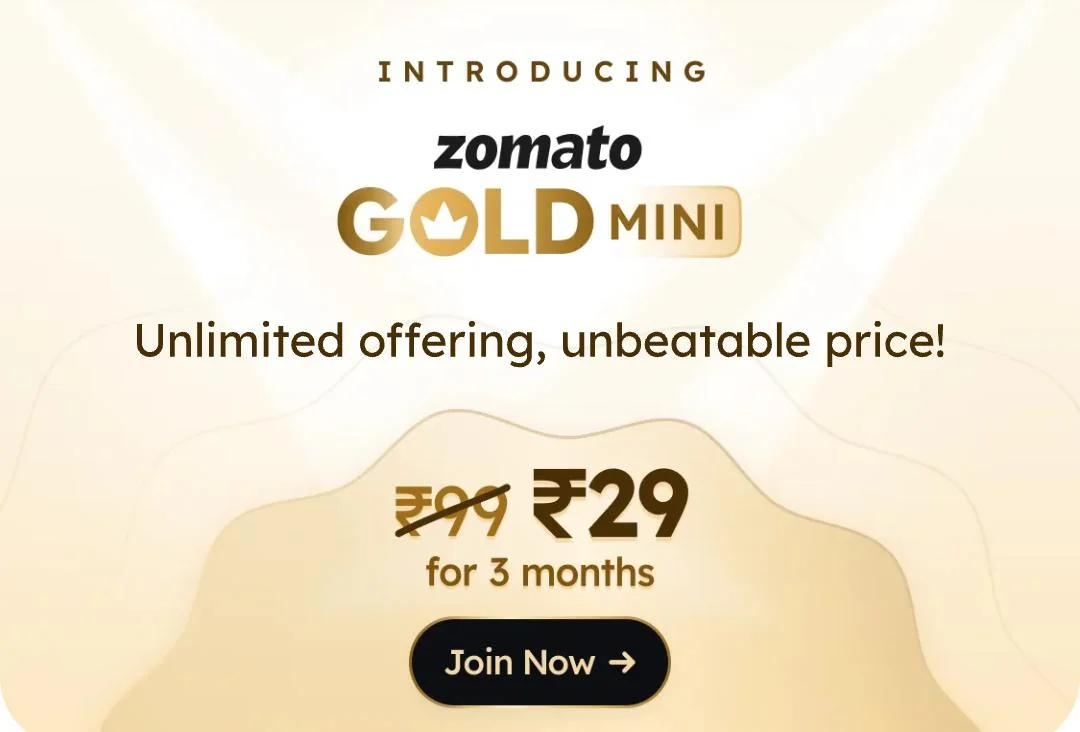 INTRODUCING
zomato
GOLD MINI
Unlimited offering, unbeatable price!
₹99 ₹29
for 3 months
Join Now →